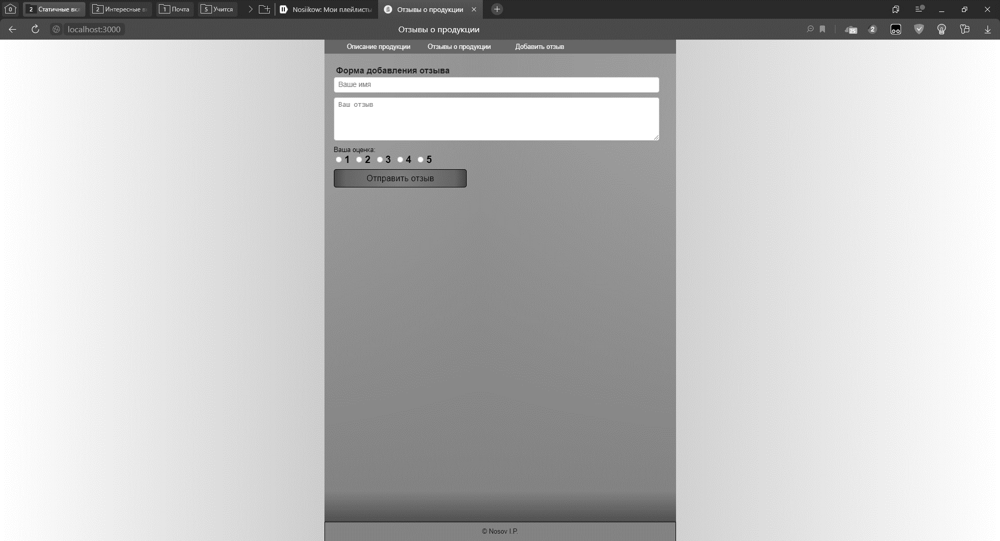 0
2 Статичные вкл
2 Интересные в
1 Почта
5 Учится
Nosiikow: Мои плейлисты
Отзывы о продукции
localhost:3000
Отзывы о продукции
25
2
Описание продукции
Отзывы о продукции
Добавить отзыв
Форма добавления отзыва
Ваше имя
Ваш отзыв
Ваша оценка:
1 2 3 4 5
Отправить отзыв
© Nosov I.P.